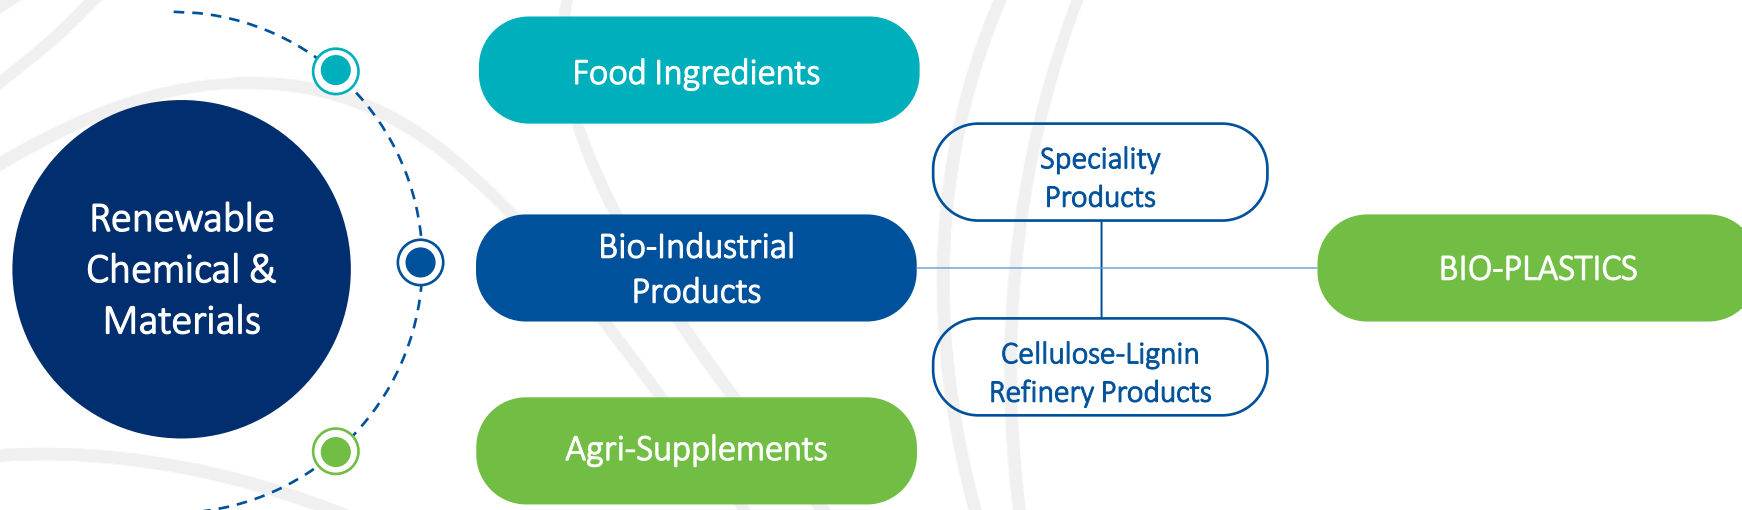 Renewable
Chemical &
Materials
Food Ingredients
Bio-Industrial
Products
Agri-Supplements
Speciality
Products
Cellulose-Lignin
Refinery Products
BIO-PLASTICS